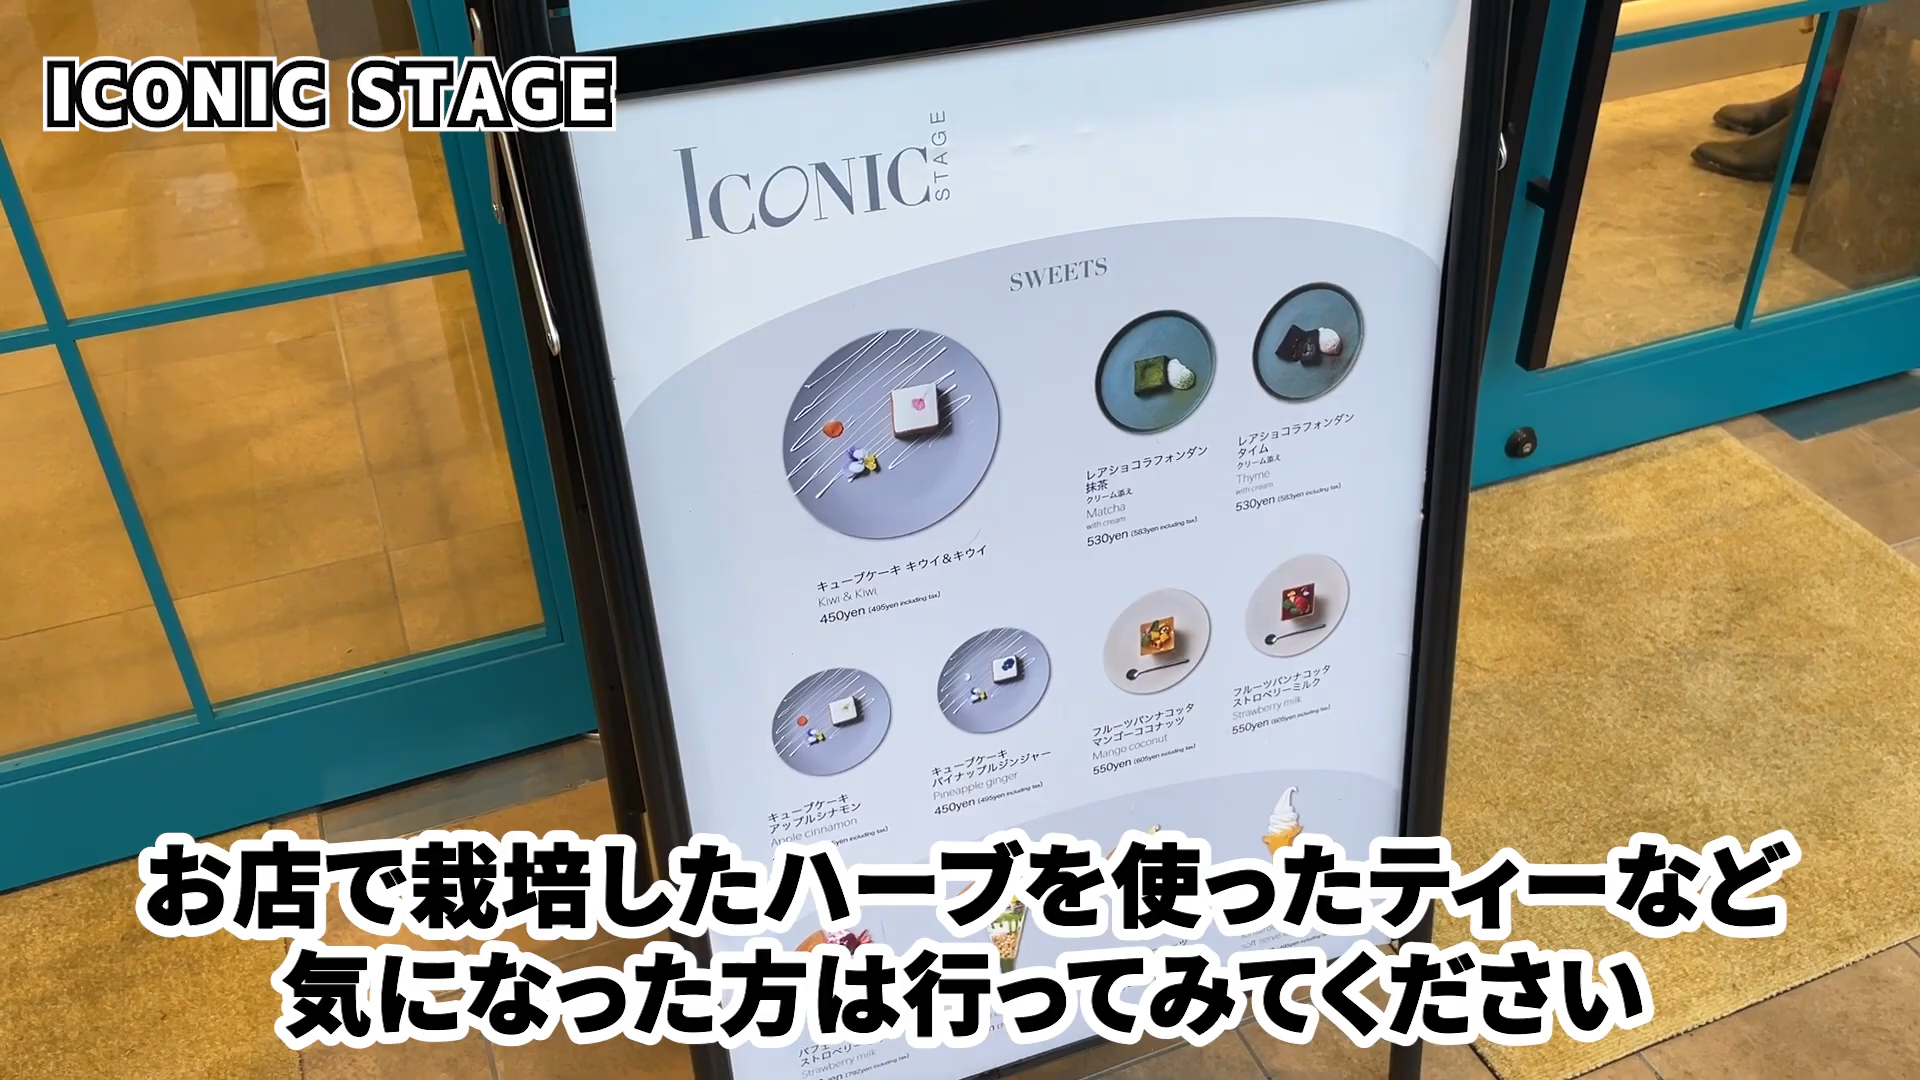 ICONIC STAGE
ICONIC STAGE
SWEETS
キューブケーキ キウイ＆キウイ
Kiwi & Kiwi
450yen (495yen including tax)
レアショコラフォンダン
抹茶
クリーム添え
Matcha
with cream
530yen (583yen including tax)
レアショコラフォンダン
タイム
クリーム添え
Thyme
with cream
530yen (583yen including tax)
キューブケーキ
アップルシナモン
Apple cinnamon
キューブケーキ
パイナップルジンジャー
Pineapple ginger
450yen (495yen including tax)
フルーツパンナコッタ
マンゴーココナッツ
Mango coconut
550yen (605yen including tax)
フルーツパンナコッタ
ストロベリーミルク
Strawberry milk
550yen (605yen including tax)
お店で栽培したハーブを使ったティーなど
気になった方は行ってみてください
Strawberry milk